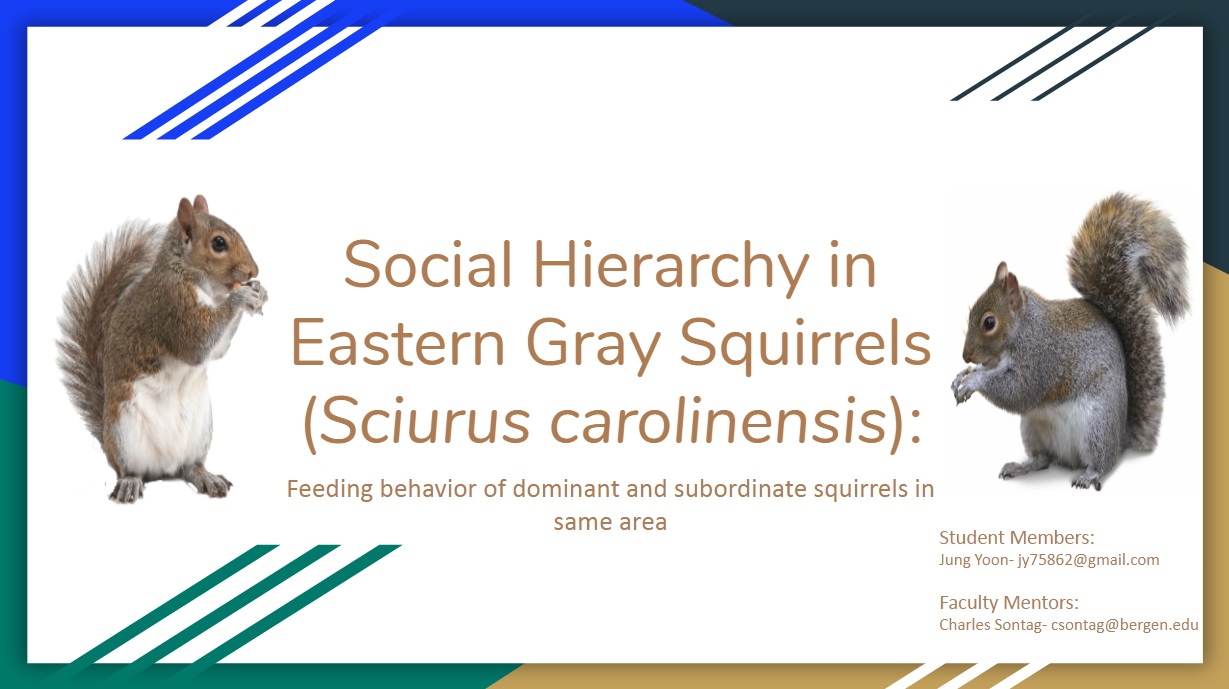 Social Hierarchy in
Eastern Gray Squirrels
(Sciurus carolinensis):
Feeding behavior of dominant and subordinate squirrels in
same area
Student Members:
Jung Yoon- jy75862@gmail.com
Faculty Mentors:
Charles Sontag- csontag@bergen.edu